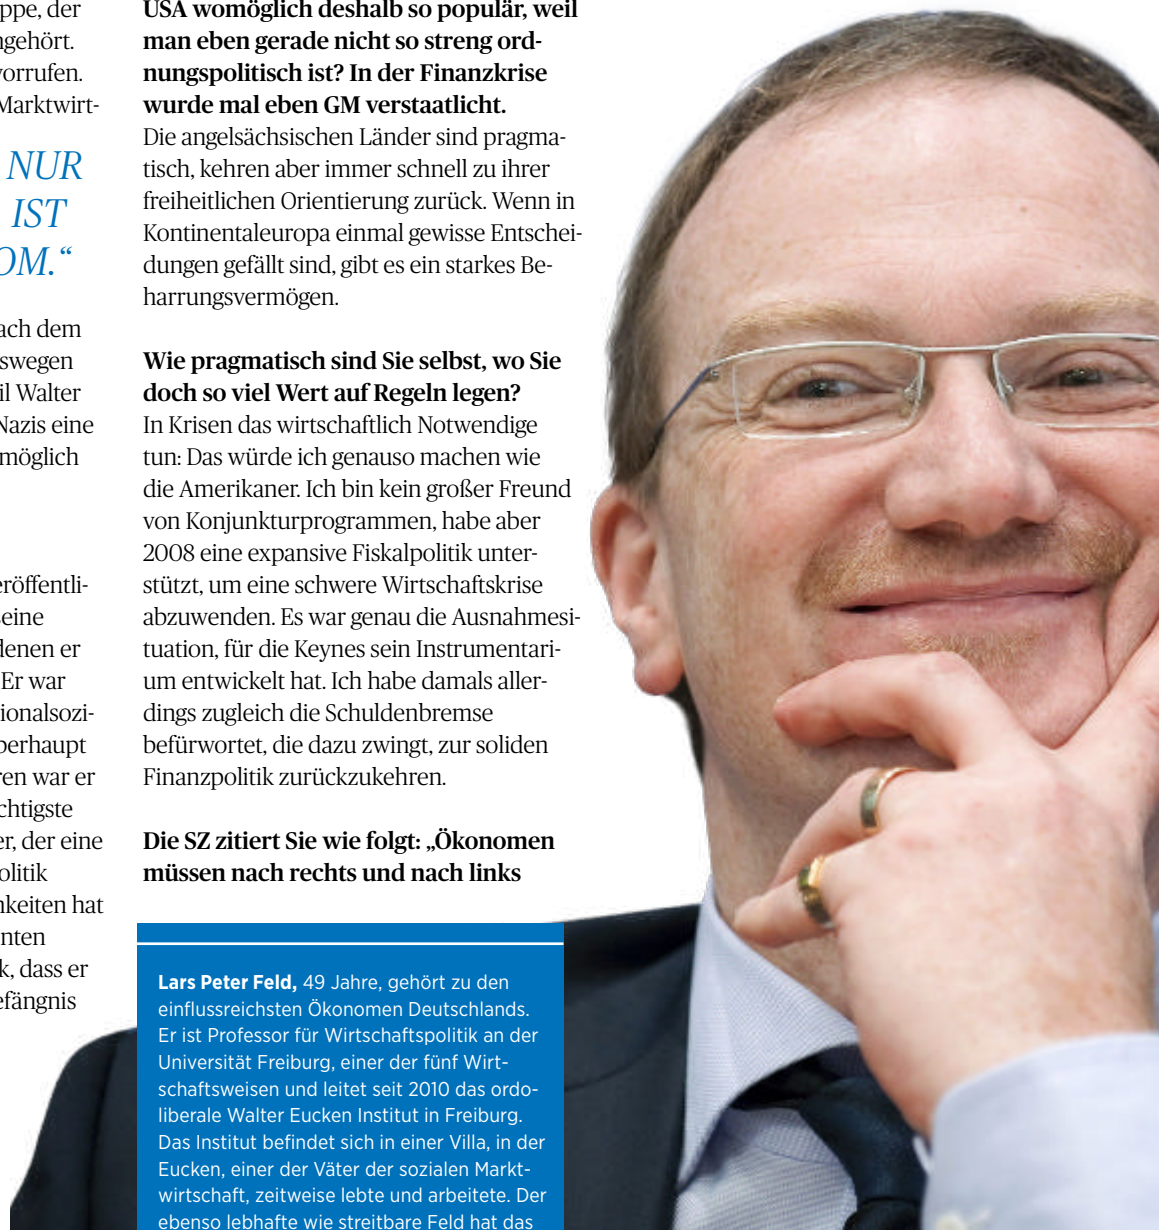 ppe, der
ngehört.
vorrufen.
Marktwirt-
NUR
IST
OM.“
ach dem
swegen
il Walter
Nazis eine
möglich
eröffentli-
seine
denen er
Er war
ionalsozi-
berhaupt
ren war er
chtigste
er, der eine
olitik
nkeiten hat
nten
k, dass er
efängnis
USA womöglich deshalb so populär, weil
man eben gerade nicht so streng ord-
nungspolitisch ist? In der Finanzkrise
wurde mal eben GM verstaatlicht.
Die angelsächsischen Länder sind pragma-
tisch, kehren aber immer schnell zu ihrer
freiheitlichen Orientierung zurück. Wenn in
Kontinentaleuropa einmal gewisse Entschei-
dungen gefällt sind, gibt es ein starkes Be-
harrungsvermögen.
Wie pragmatisch sind Sie selbst, wo Sie
doch so viel Wert auf Regeln legen?
In Krisen das wirtschaftlich Notwendige
tun: Das würde ich genauso machen wie
die Amerikaner. Ich bin kein großer Freund
von Konjunkturprogrammen, habe aber
2008 eine expansive Fiskalpolitik unter-
stützt, um eine schwere Wirtschaftskrise
abzuwenden. Es war genau die Ausnahmesi-
tuation, für die Keynes sein Instrumentari-
um entwickelt hat. Ich habe damals aller-
dings zugleich die Schuldenbremse
befürwortet, die dazu zwingt, zur soliden
Finanzpolitik zurückzukehren.
Die SZ zitiert Sie wie folgt: „Ökonomen
müssen nach rechts und nach links
Lars Peter Feld, 49 Jahre, gehört zu den
einflussreichsten Ökonomen Deutschlands.
Er ist Professor für Wirtschaftspolitik an der
Universität Freiburg, einer der fünf Wirt-
schaftsweisen und leitet seit 2010 das ordo-
liberale Walter Eucken Institut in Freiburg.
Das Institut befindet sich in einer Villa, in der
Eucken, einer der Väter der sozialen Markt-
wirtschaft, zeitweise lebte und arbeitete. Der
ebenso lebhafte wie streitbare Feld hat das